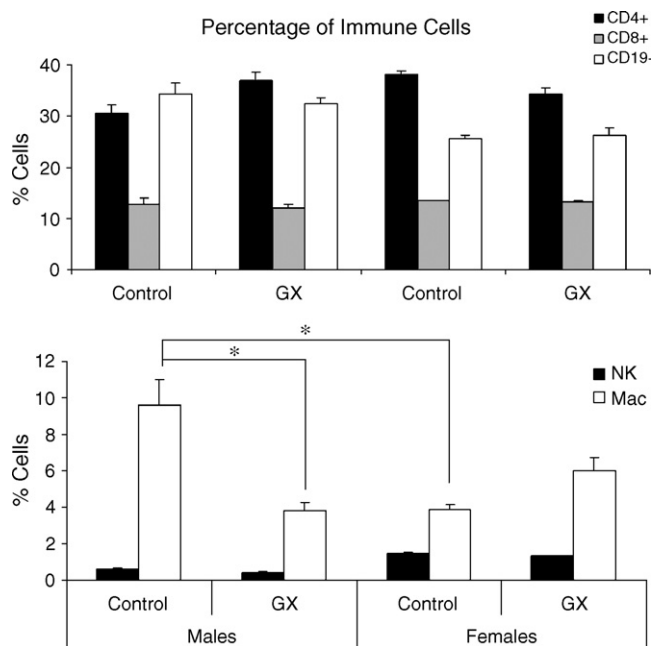 Percentage of Immune Cells
CD4+
CD8+
CD19-
% Cells
40
30
20
10
0
Control GX Control GX
* 
*
NK
Mac
% Cells
12
10
8
6
4
2
0
Control GX Control GX
Males Females